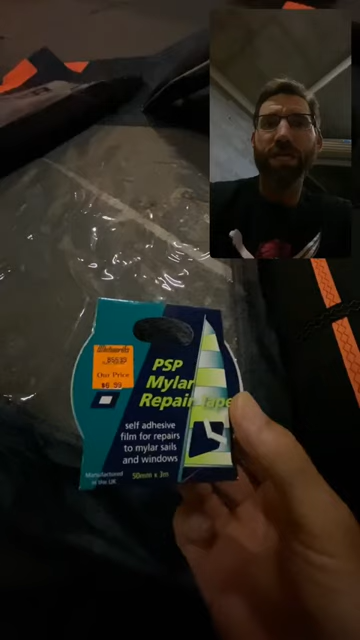 Our Price
$6.99
PSP
Mylar
Repair Tape
self adhesive
film for repairs
to mylar sails
and windows
50mm x 3m
Manufactured
in the UK